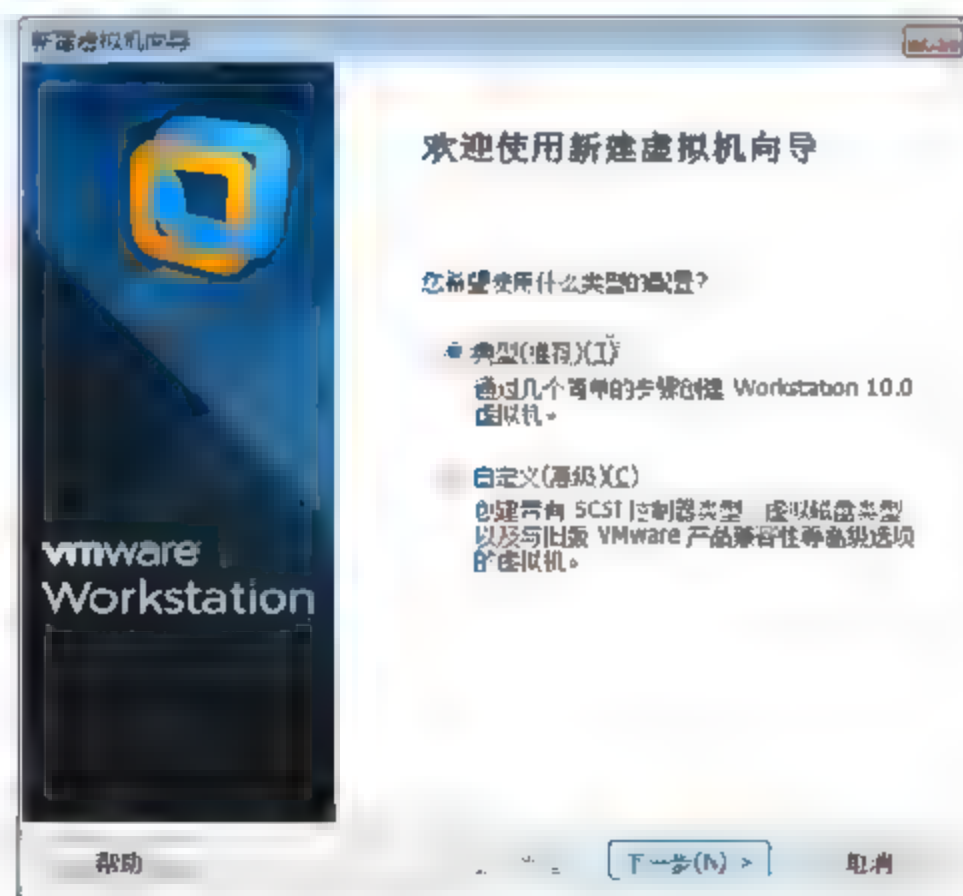 新建虚拟机向导
欢迎使用新建虚拟机向导
您希望使用什么类型的配置?
典型(推荐)(T)
通过几个简单的步骤创建 Workstation 10.0
虚拟机。
自定义(高级)(C)
创建带有 SCSI 控制器类型 虚拟磁盘类型
以及与旧版 VMware 产品兼容性等高级选项
的虚拟机。
vmware
Workstation
帮助
下一步(N) >
取消